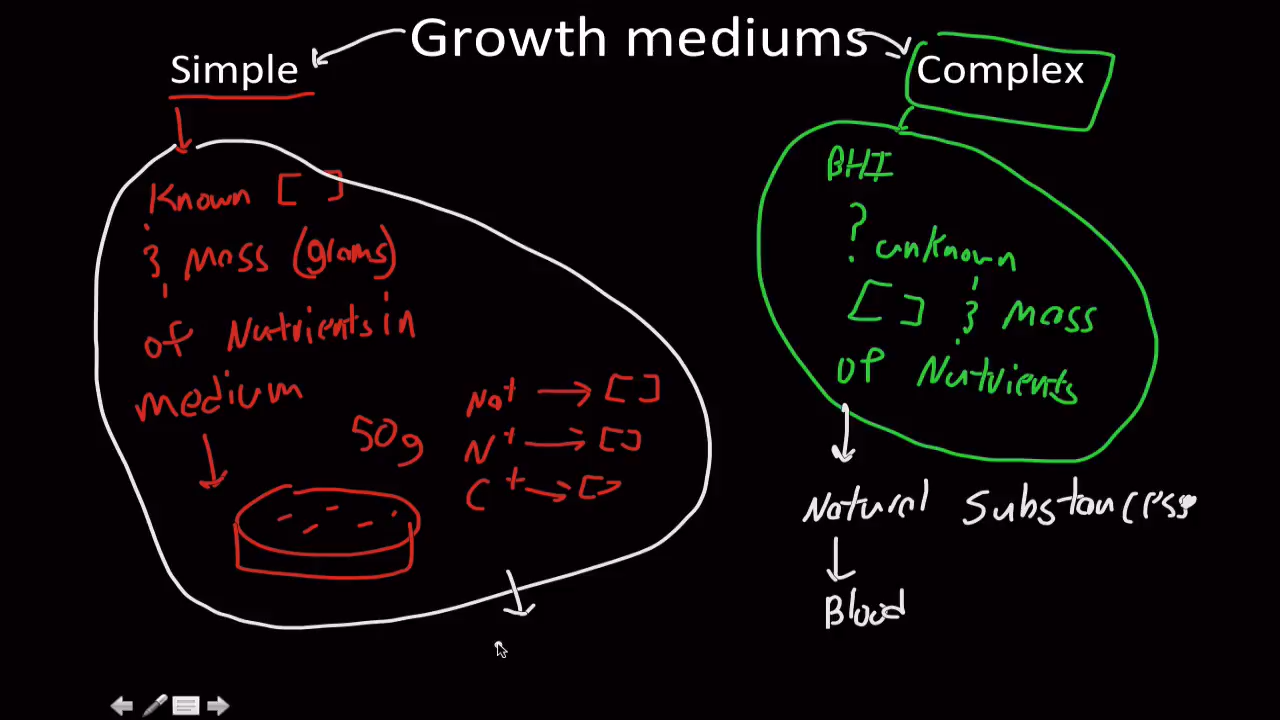 Growth mediums
Simple
Known [ ]
& Mass (grams)
of Nutrients in
medium
50g
Na+ → [ ]
N+ → [ ]
C+ → [ ]
Complex
BHI
? unknown
[ ] & Mass
of Nutrients
Natural Substances
Blood